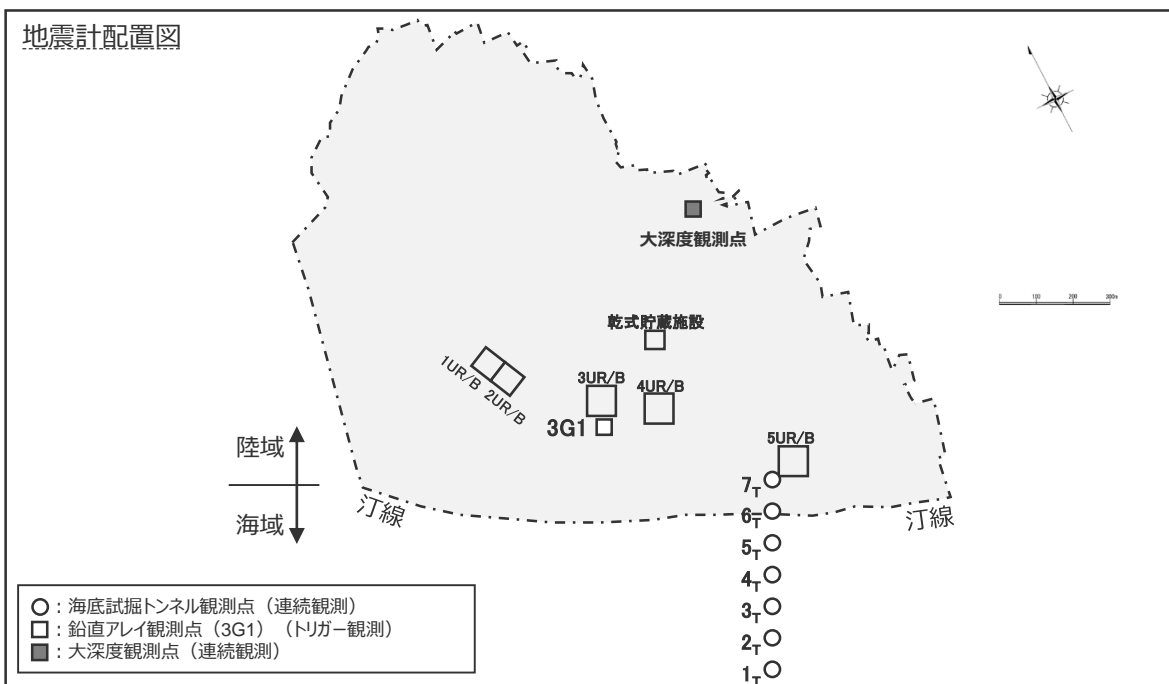 地震計配置図
大深度観測点
0 100 200 300m
乾式貯蔵施設
1UR/B
2UR/B
3UR/B
4UR/B
3G1
5UR/B
陸域
海域
汀線
汀線
7T
6T
5T
4T
3T
2T
1T
：海底試掘トンネル観測点（連続観測）
：鉛直アレイ観測点（3G1）（トリガー観測）
：大深度観測点（連続観測）